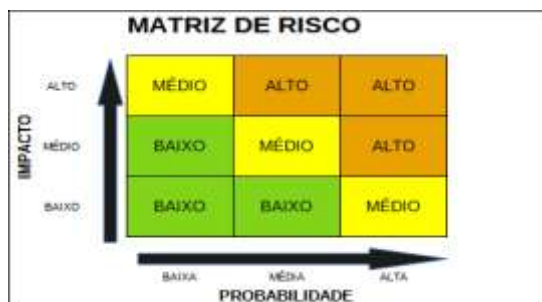 MATRIZ DE RISCO
ALTO MÉDIO ALTO ALTO
IMPACTO
MÉDIO BAIXO MÉDIO ALTO
BAIXO BAIXO BAIXO MÉDIO
BAIXA MÉDIA ALTA
PROBABILIDADE